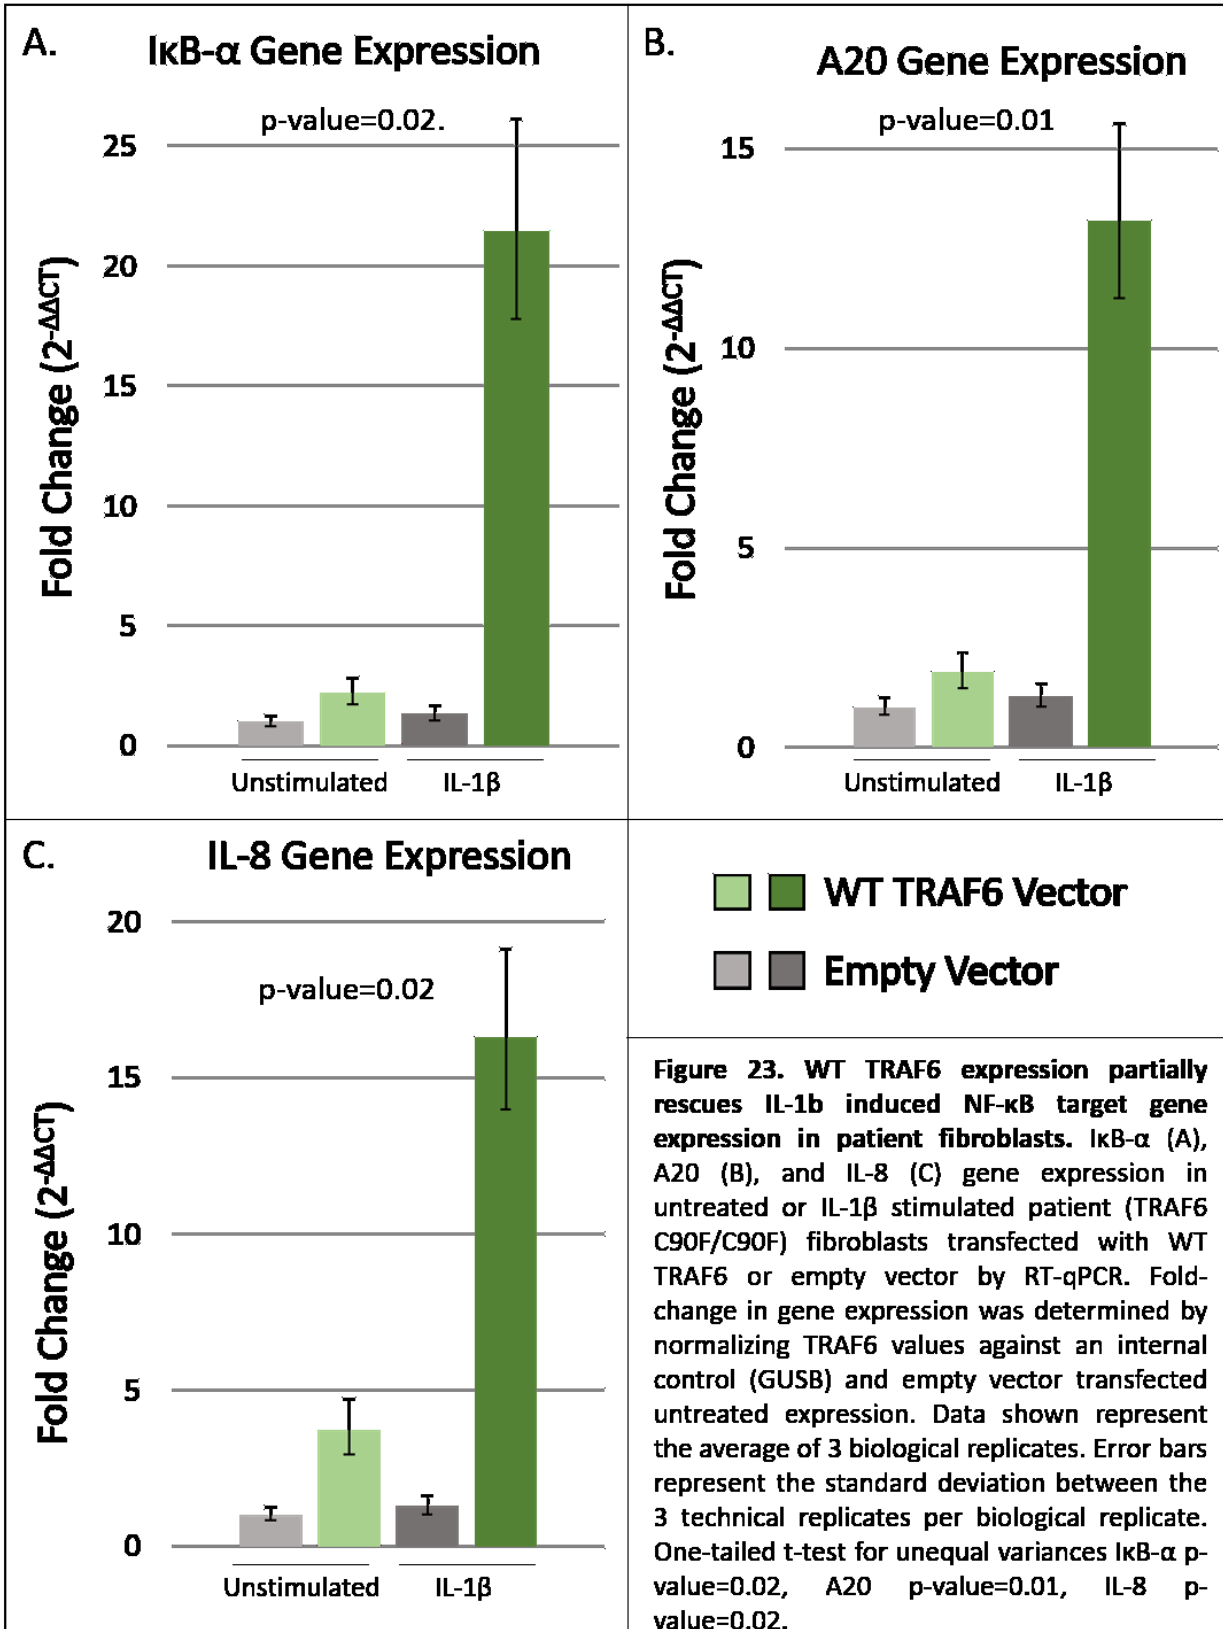 A.
IκB-α Gene Expression
p-value=0.02.
25
20
15
10
5
0
Fold Change (2-ΔΔCT)
Unstimulated
IL-1β
B.
A20 Gene Expression
p-value=0.01
15
10
5
0
Fold Change (2-ΔΔCT)
Unstimulated
IL-1β
C.
IL-8 Gene Expression
p-value=0.02
20
15
10
5
0
Fold Change (2-ΔΔCT)
Unstimulated
IL-1β
WT TRAF6 Vector
Empty Vector
Figure 23. WT TRAF6 expression partially
rescues IL-1b induced NF-κB target gene
expression in patient fibroblasts. IκB-α (A),
A20 (B), and IL-8 (C) gene expression in
untreated or IL-1β stimulated patient (TRAF6
C90F/C90F) fibroblasts transfected with WT
TRAF6 or empty vector by RT-qPCR. Fold-
change in gene expression was determined by
normalizing TRAF6 values against an internal
control (GUSB) and empty vector transfected
untreated expression. Data shown represent
the average of 3 biological replicates. Error bars
represent the standard deviation between the
3 technical replicates per biological replicate.
One-tailed t-test for unequal variances IκB-α p-
value=0.02, A20 p-value=0.01, IL-8 p-
value=0.02.